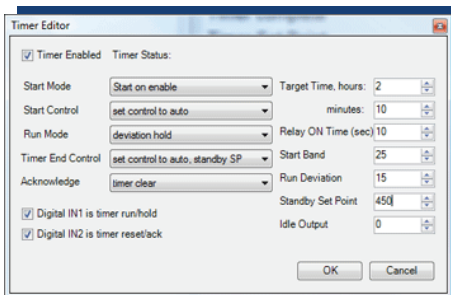 Timer Editor
Timer Enabled Timer Status:
Start Mode Start on enable Target Time, hours: 2
Start Control set control to auto minutes: 10
Run Mode deviation hold Relay ON Time (sec) 10
Timer End Control set control to auto, standby SP Start Band 25
Acknowledge timer clear Run Deviation 15
Digital IN1 is timer run/hold Standby Set Point 450
Digital IN2 is timer reset/ack Idle Output 0
OK Cancel